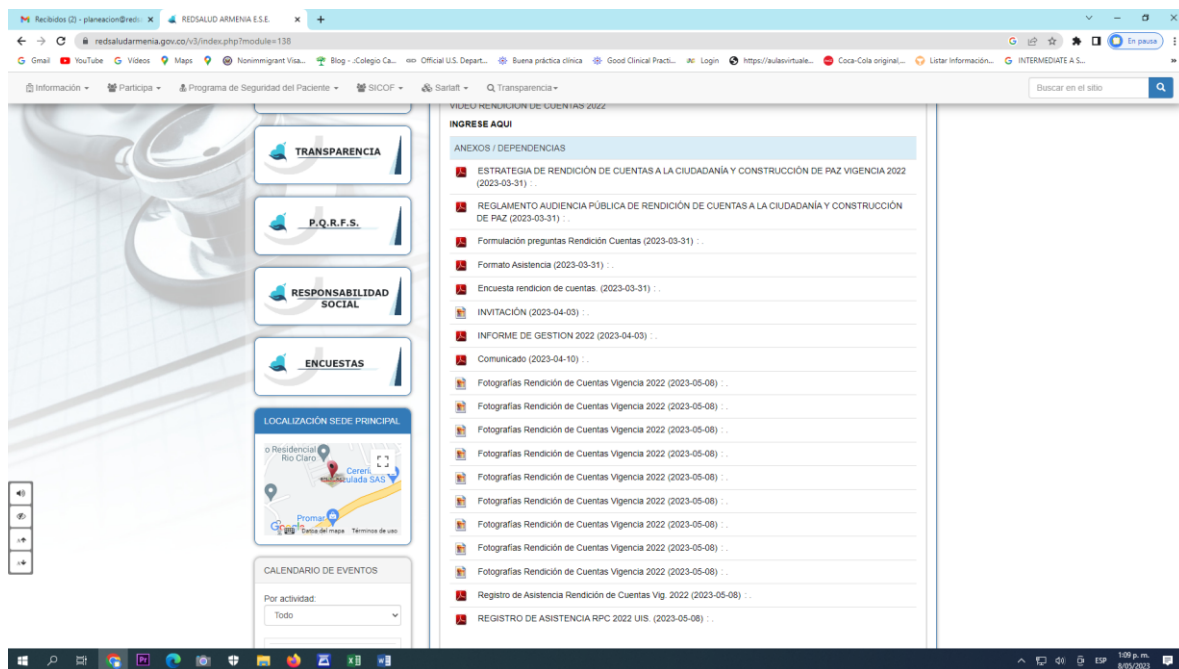 Recibidos (2) - planeacion@reds
REDSALUD ARMENIA E.S.E.
redsaludarmenia.gov.co/v3/index.php?module=138
En pausa
Gmail YouTube Vídeos Maps Nonimmigrant Visa... Blog - .:Colegio Ca... Official U.S. Depart... Buena práctica clínica Good Clinical Practi... Login https://aulasvirtuale... Coca-Cola original,... Listar Información... INTERMEDIATE A S... »
Información Participa Programa de Seguridad del Paciente SICOF Sarlaft Transparencia Buscar en el sitio
TRANSPARENCIA
P.Q.R.F.S.
RESPONSABILIDAD
SOCIAL
ENCUESTAS
LOCALIZACIÓN SEDE PRINCIPAL
o Residencial
Rio Claro
Promar
Google
Datos del mapa Términos de uso
CALENDARIO DE EVENTOS
Por actividad:
Todo
VIDEO RENDICIÓN DE CUENTAS 2022
INGRESE AQUI
ANEXOS / DEPENDENCIAS
ESTRATEGIA DE RENDICIÓN DE CUENTAS A LA CIUDADANÍA Y CONSTRUCCIÓN DE PAZ VIGENCIA 2022
(2023-03-31) : .
REGLAMENTO AUDIENCIA PÚBLICA DE RENDICIÓN DE CUENTAS A LA CIUDADANÍA Y CONSTRUCCIÓN
DE PAZ (2023-03-31) : .
Formulación preguntas Rendición Cuentas (2023-03-31) : .
Formato Asistencia (2023-03-31) : .
Encuesta rendicion de cuentas. (2023-03-31) : .
INVITACIÓN (2023-04-03) : .
INFORME DE GESTION 2022 (2023-04-03) : .
Comunicado (2023-04-10) : .
Fotografías Rendición de Cuentas Vigencia 2022 (2023-05-08) : .
Fotografías Rendición de Cuentas Vigencia 2022 (2023-05-08) : .
Fotografías Rendición de Cuentas Vigencia 2022 (2023-05-08) : .
Fotografías Rendición de Cuentas Vigencia 2022 (2023-05-08) : .
Fotografías Rendición de Cuentas Vigencia 2022 (2023-05-08) : .
Fotografías Rendición de Cuentas Vigencia 2022 (2023-05-08) : .
Fotografías Rendición de Cuentas Vigencia 2022 (2023-05-08) : .
Fotografías Rendición de Cuentas Vigencia 2022 (2023-05-08) : .
Fotografías Rendición de Cuentas Vigencia 2022 (2023-05-08) : .
Registro de Asistencia Rendición de Cuentas Vig. 2022 (2023-05-08) : .
REGISTRO DE ASISTENCIA RPC 2022 UIS. (2023-05-08) : .
ESP
1:09 p. m.
8/05/2023